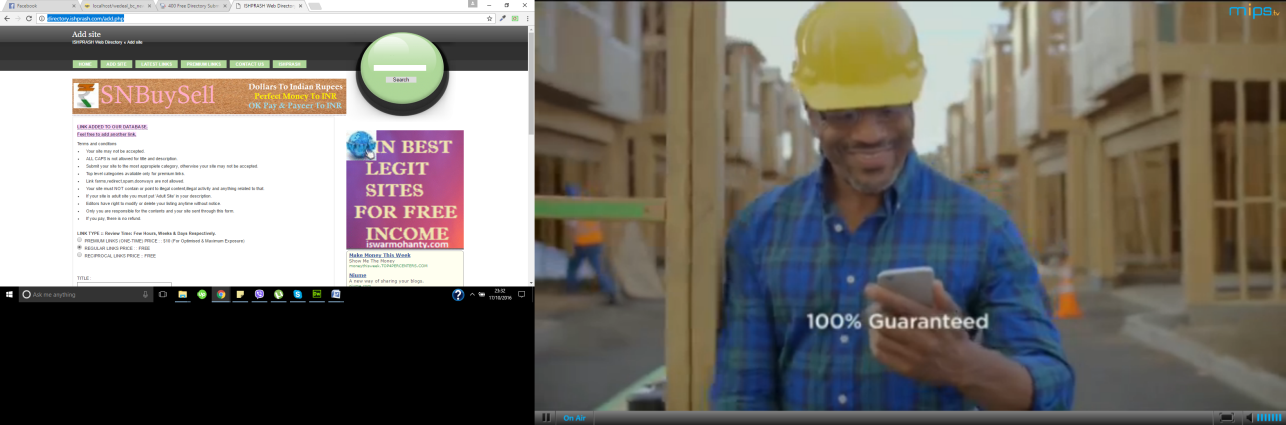 Facebook
400 Free Directory Subm
ISHPRASH Web Directo
directory.ishprash.com/add.php
Add site
ISHPRASH Web Directory » Add site
HOME
ADD SITE
LATEST LINKS
PREMIUM LINKS
CONTACT US
ISHPRASH
Search
SNBuySell
Dollars To Indian Rupees
Perfect Money To INR
OK Pay & Payeer To INR
LINK ADDED TO OUR DATABASE.
Feel free to add another link.
Terms and conditions
Your site may not be accepted.
ALL CAPS is not allowed for title and description.
Submit your site to the most appropriate category, otherwise your site may not be accepted.
Top level categories available only for premium links.
Link farms,redirect,spam,doorways are not allowed.
Your site must NOT contain or point to illegal content,illegal activity and anything related to that
If your site is adult site you must put 'Adult Site' in your description.
Editors have right to modify or delete your listing anytime without notice.
Only you are responsible for the contents and your site sent through this form.
If you pay, there is no refund.
LINK TYPE :: Review Time: Few Hours, Weeks & Days Respectively.
PREMIUM LINKS (ONE TIME) PRICE : $10 (For Optimized & Maximum Exposure)
REGULAR LINKS PRICE : FREE
RECIPROCAL LINKS PRICE : FREE
TITLE :
IN BEST
LEGIT
SITES
FOR FREE
INCOME
iswarmohanty.com
Make Money This Week
Show Me The Money
A new way of sharing your blogs.
Ask me anything
23:32
17/10/2016
mips.tv
100% Guaranteed
On Air